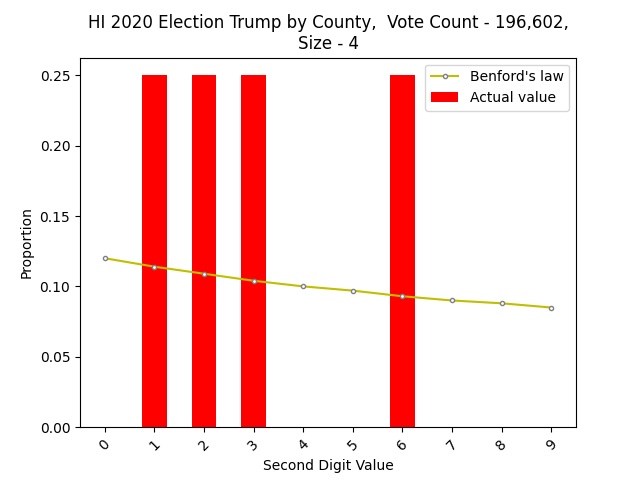 HI 2020 Election Trump by County,  Vote Count - 196,602,
Size - 4
Benford's law
Actual value
0.25
0.20
0.15
0.10
0.05
0.00
Proportion
0 1 2 3 4 5 6 7 8 9
Second Digit Value